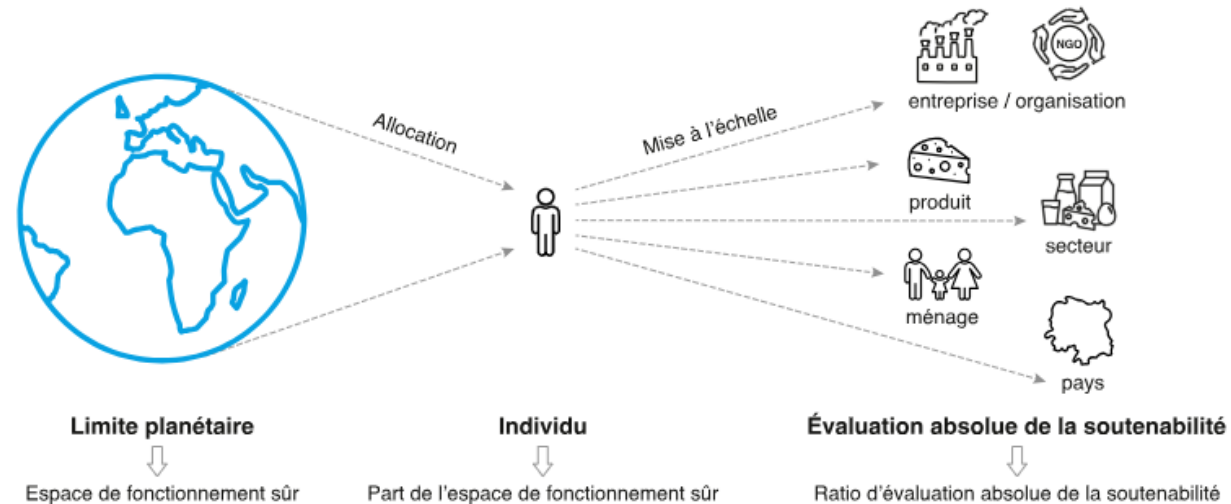 NGO
entreprise / organisation
Allocation
Mise à l'échelle
produit
secteur
ménage
pays
Limite planétaire
Individu
Évaluation absolue de la soutenabilité
Espace de fonctionnement sûr
Part de l'espace de fonctionnement sûr
Ratio d'évaluation absolue de la soutenabilité